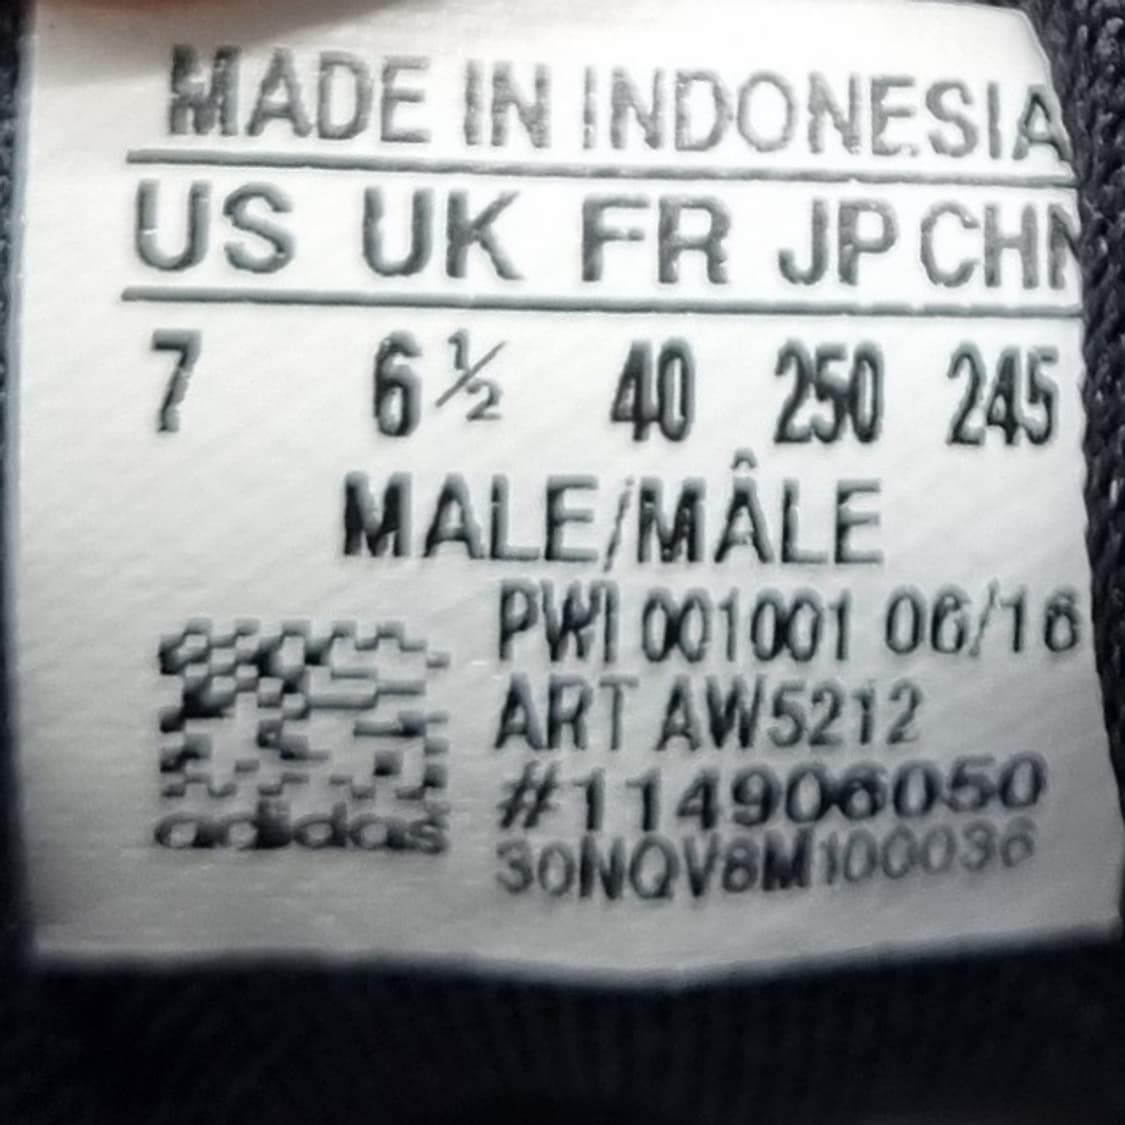 MADE IN INDONESIA
US UK FR JP CHN
7 6½ 40 250 245
MALE/MÂLE
PWI 001001 06/16
ART AW5212
#114906050
30NQV8M100036
adidas